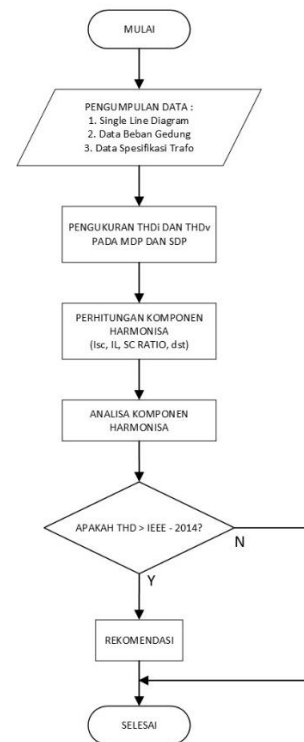 MULAI
PENGUMPULAN DATA :
1. Single Line Diagram
2. Data Beban Gedung
3. Data Spesifikasi Trafo
PENGUKURAN THDi DAN THDv
PADA MDP DAN SDP
PERHITUNGAN KOMPONEN
HARMONISA
(Isc, IL, SC RATIO, dst)
ANALISA KOMPONEN
HARMONISA
APAKAH THD > IEEE - 2014?
N
Y
REKOMENDASI
SELESAI